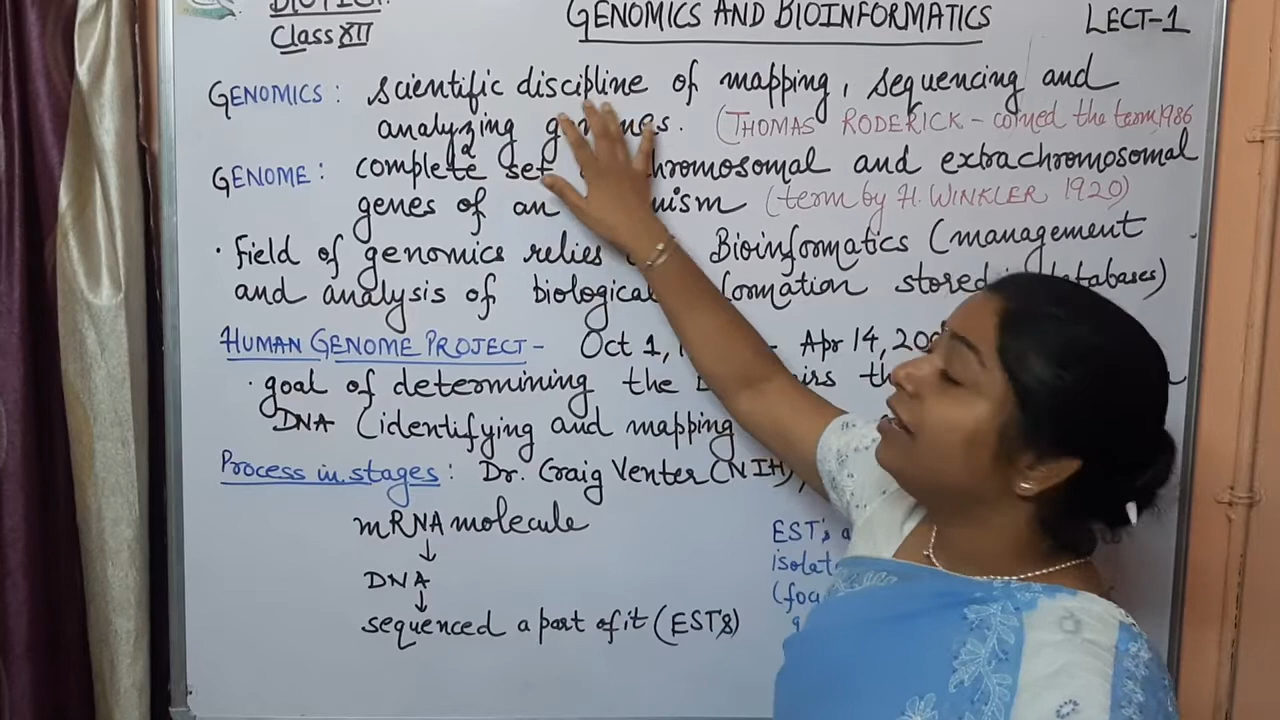 Class XII
GENOMICS AND BIOINFORMATICS
LECT-1
GENOMICS: scientific discipline of mapping, sequencing and
analyzing (THOMAS RODERICK - coined the term 1986
GENOME: complete set chromosomal and extrachromosomal
genes of an (term by H. WINKLER 1920)
· Field of genomics relies Bioinformatics (management
and analysis of biological stored databases)
HUMAN GENOME PROJECT - Oct 1, - Apr 14,
· goal of determining the
DNA (identifying and mapping
Process in stages: Dr. Craig Venter (NIH),
mRNA molecule
↓
DNA
↓
sequenced a part of it (EST's)
EST's